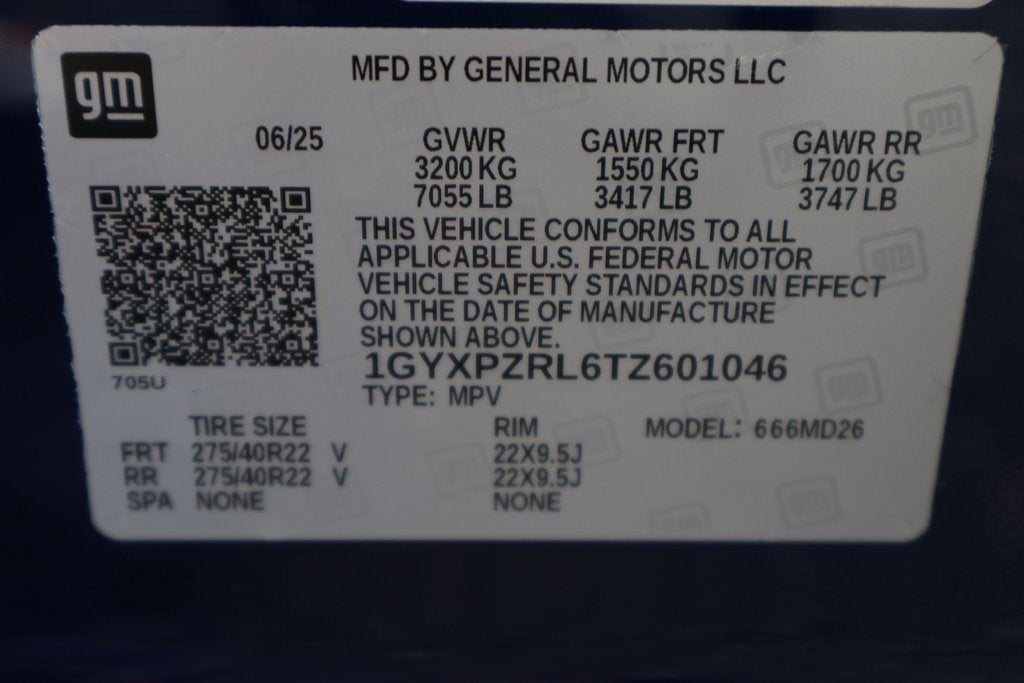 gm
MFD BY GENERAL MOTORS LLC
06/25 GVWR GAWR FRT GAWR RR
3200 KG 1550 KG 1700 KG
7055 LB 3417 LB 3747 LB
THIS VEHICLE CONFORMS TO ALL
APPLICABLE U.S. FEDERAL MOTOR
VEHICLE SAFETY STANDARDS IN EFFECT
ON THE DATE OF MANUFACTURE
SHOWN ABOVE.
1GYXPZRL6TZ601046
705U
TYPE: MPV
TIRE SIZE RIM MODEL: 666MD26
FRT 275/40R22 V 22X9.5J
RR 275/40R22 V 22X9.5J
SPA NONE NONE